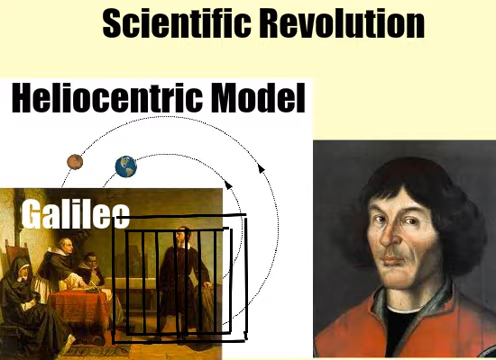 Scientific Revolution
Heliocentric Model
Galileo